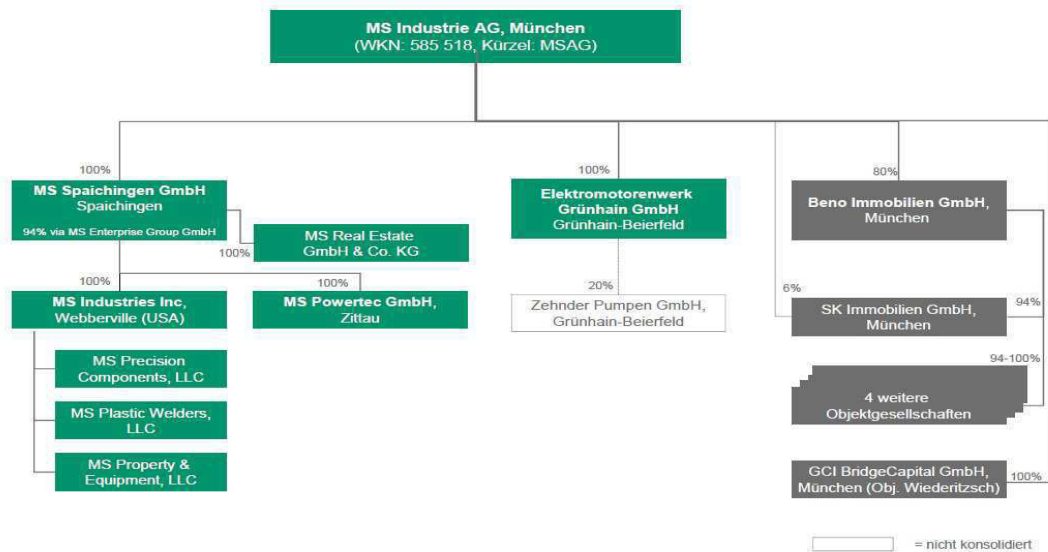 MS Industrie AG, München
(WKN: 585 518, Kürzel: MSAG)
100%
MS Spaichingen GmbH
Spaichingen
94% via MS Enterprise Group GmbH
100%
MS Real Estate
GmbH & Co. KG
100%
MS Industries Inc,
Webberville (USA)
100%
MS Powertec GmbH,
Zittau
MS Precision
Components, LLC
MS Plastic Welders,
LLC
MS Property &
Equipment, LLC
100%
Elektromotorenwerk
Grünhain GmbH
Grünhain-Beierfeld
20%
Zehnder Pumpen GmbH,
Grünhain-Beierfeld
80%
Beno Immobilien GmbH,
München
6%
SK Immobilien GmbH,
München
94%
94-100%
4 weitere
Objektgesellschaften
GCI BridgeCapital GmbH,
München (Obj. Wiederitzsch)
100%
= nicht konsolidiert